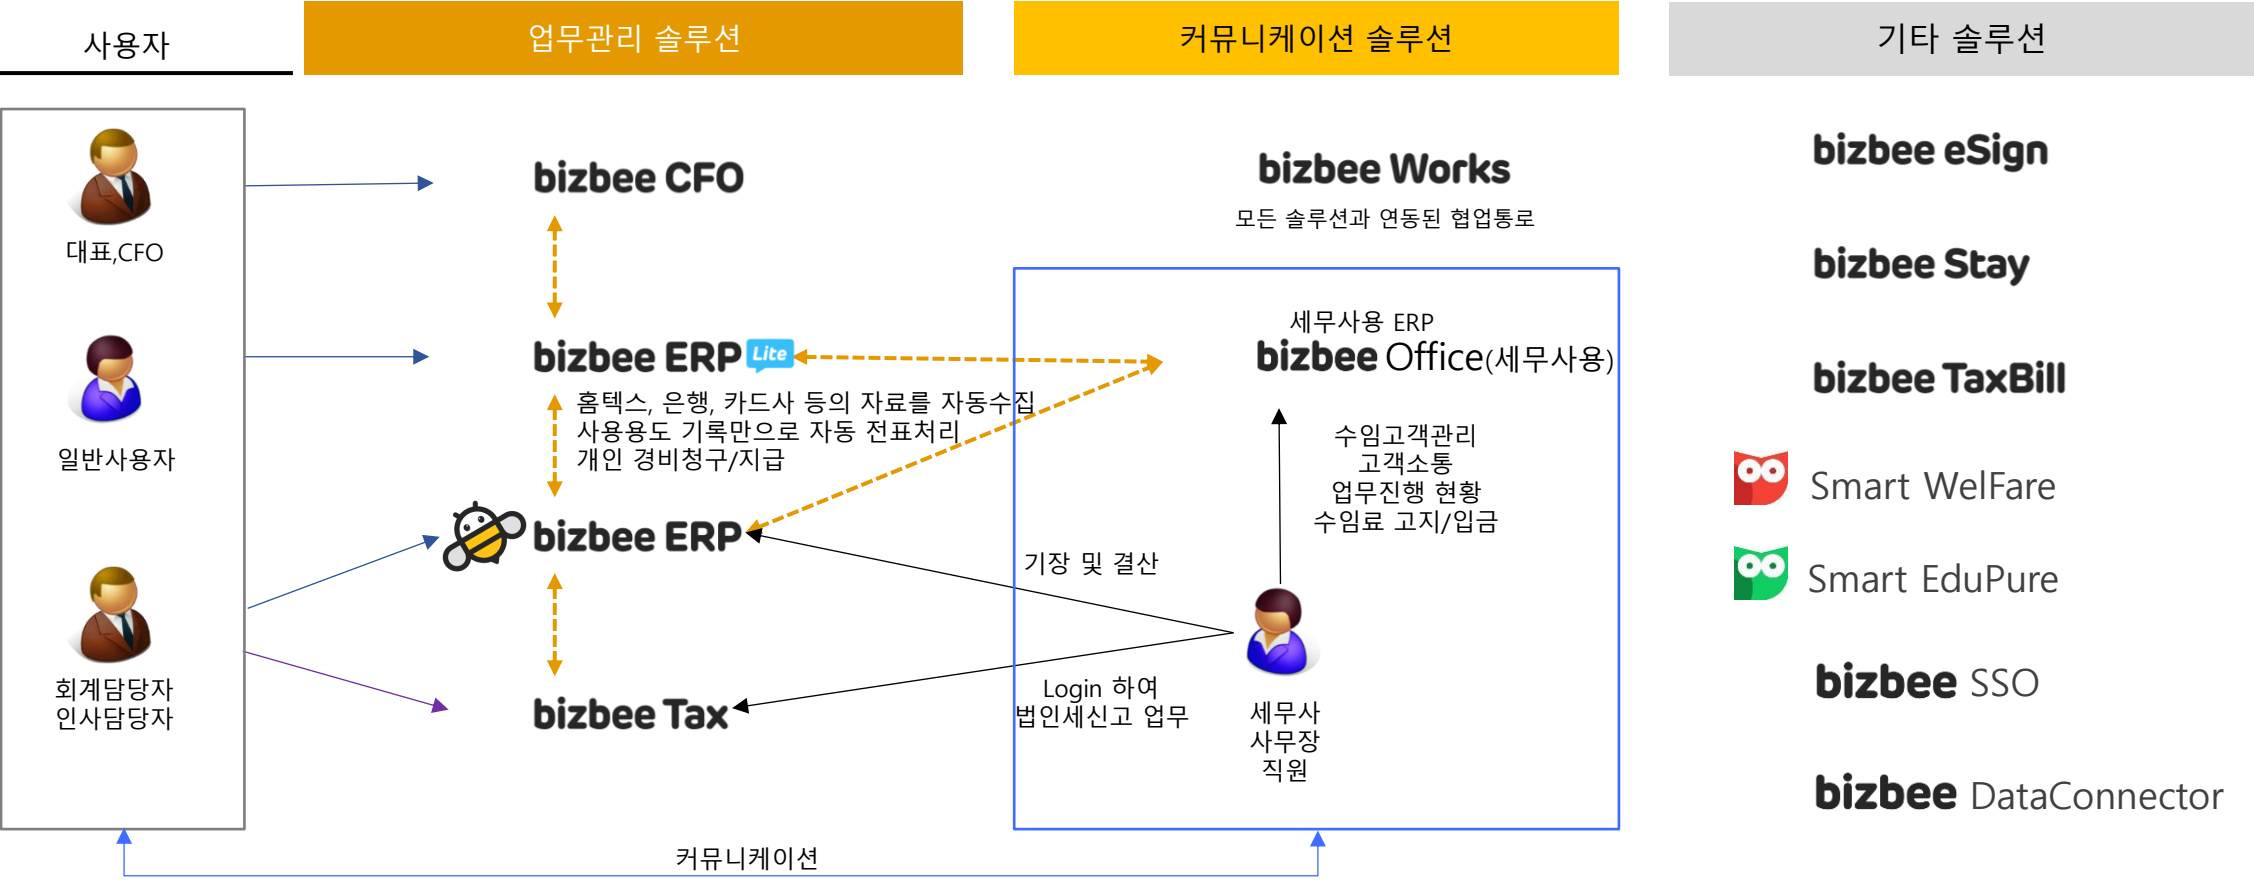 사용자
업무관리 솔루션
커뮤니케이션 솔루션
기타 솔루션
대표,CFO
일반사용자
회계담당자
인사담당자
bizbee CFO
bizbee ERP Lite
홈텍스, 은행, 카드사 등의 자료를 자동수집
사용용도 기록만으로 자동 전표처리
개인 경비청구/지급
bizbee ERP
bizbee Tax
bizbee Works
모든 솔루션과 연동된 협업통로
세무사용 ERP
bizbee Office(세무사용)
수임고객관리
고객소통
업무진행 현황
수임료 고지/입금
기장 및 결산
Login 하여
법인세신고 업무
세무사
사무장
직원
커뮤니케이션
bizbee eSign
bizbee Stay
bizbee TaxBill
Smart WelFare
Smart EduPure
bizbee SSO
bizbee DataConnector